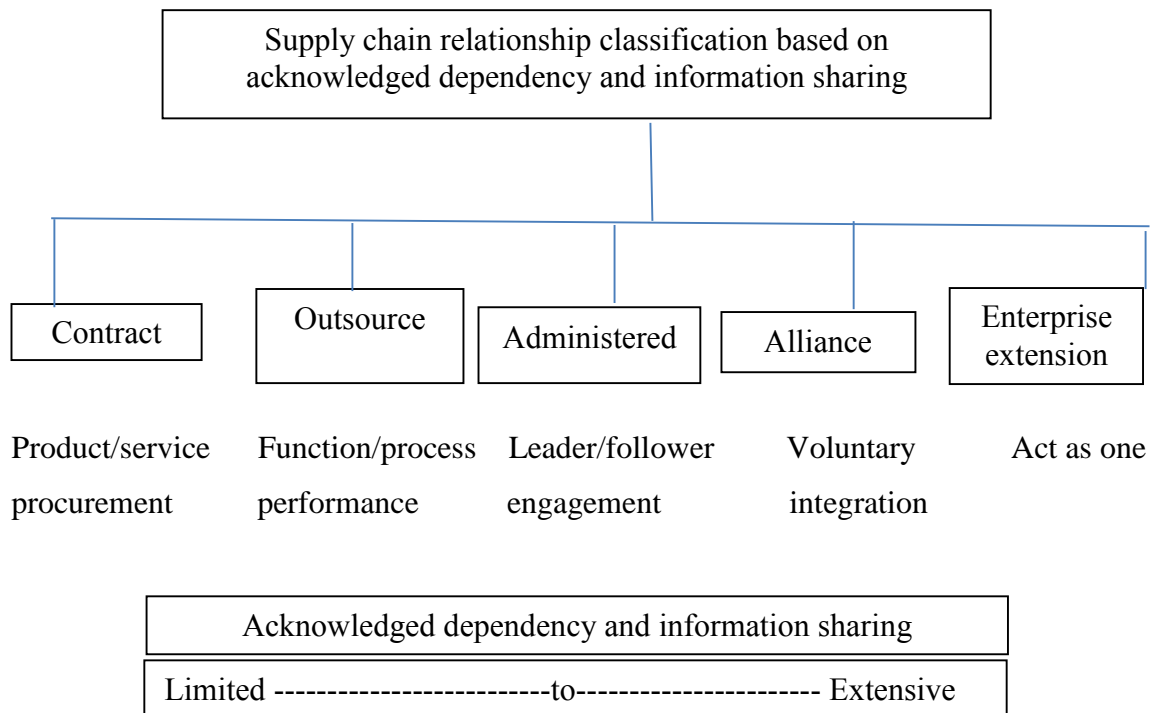 Supply chain relationship classification based on
acknowledged dependency and information sharing
Contract
Outsource
Administered
Alliance
Enterprise
extension
Product/service
procurement
Function/process
performance
Leader/follower
engagement
Voluntary
integration
Act as one
Acknowledged dependency and information sharing
Limited --------------------------to----------------------- Extensive